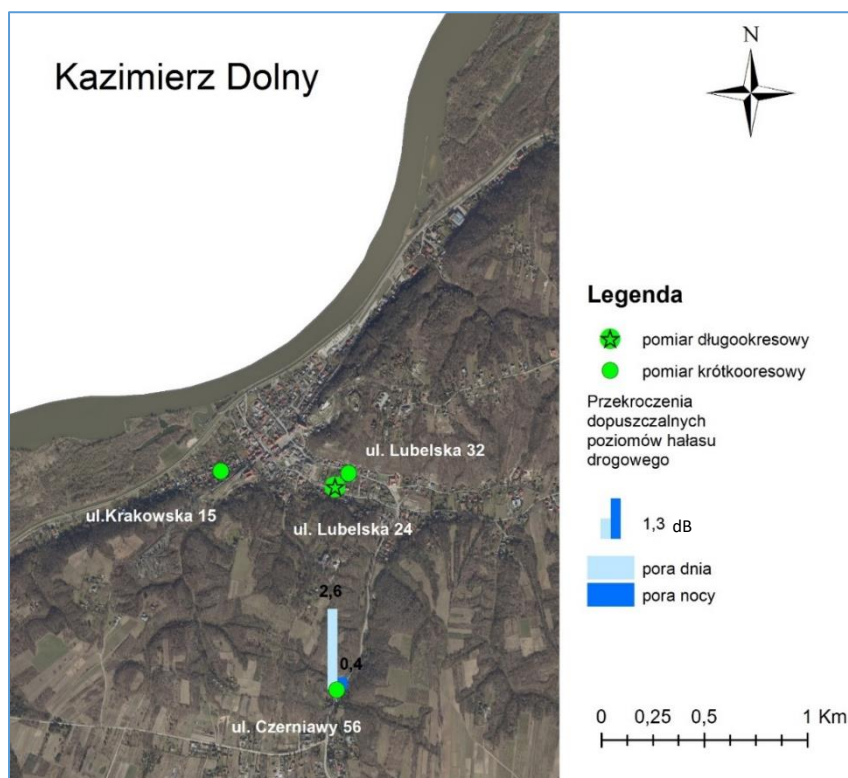 Kazimierz Dolny
N
Legenda
pomiar długookresowy
pomiar krótkooresowy
Przekroczenia
dopuszczalnych
poziomów hałasu
drogowego
1,3 dB
pora dnia
pora nocy
0 0,25 0,5 1 Km
ul. Lubelska 32
ul.Krakowska 15
ul. Lubelska 24
2,6
0,4
ul. Czerniawy 56